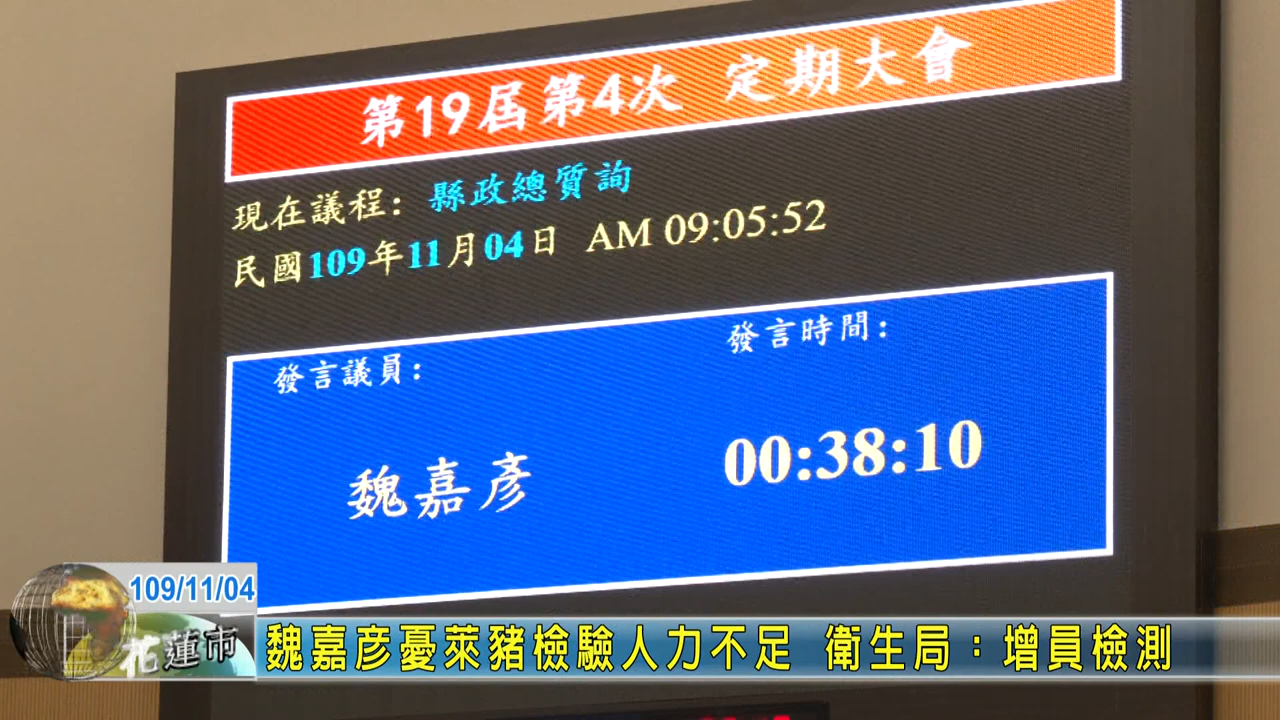 第19屆第4次 定期大會
現在議程: 縣政總質詢
民國109年11月04日 AM 09:05:52
發言議員:
發言時間:
魏嘉彥
00:38:10
109/11/04
花蓮市
魏嘉彦憂萊豬檢驗人力不足 衛生局:增員檢測